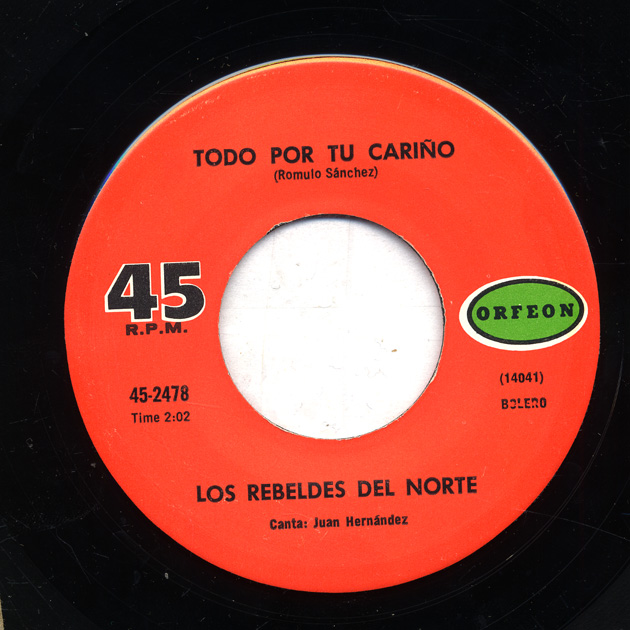 TODO POR TU CARIÑO
(Romulo Sánchez)
45
R.P.M.
ORFEON
45-2478
Time 2:02
(14041)
BOLERO
LOS REBELDES DEL NORTE
Canta: Juan Hernández